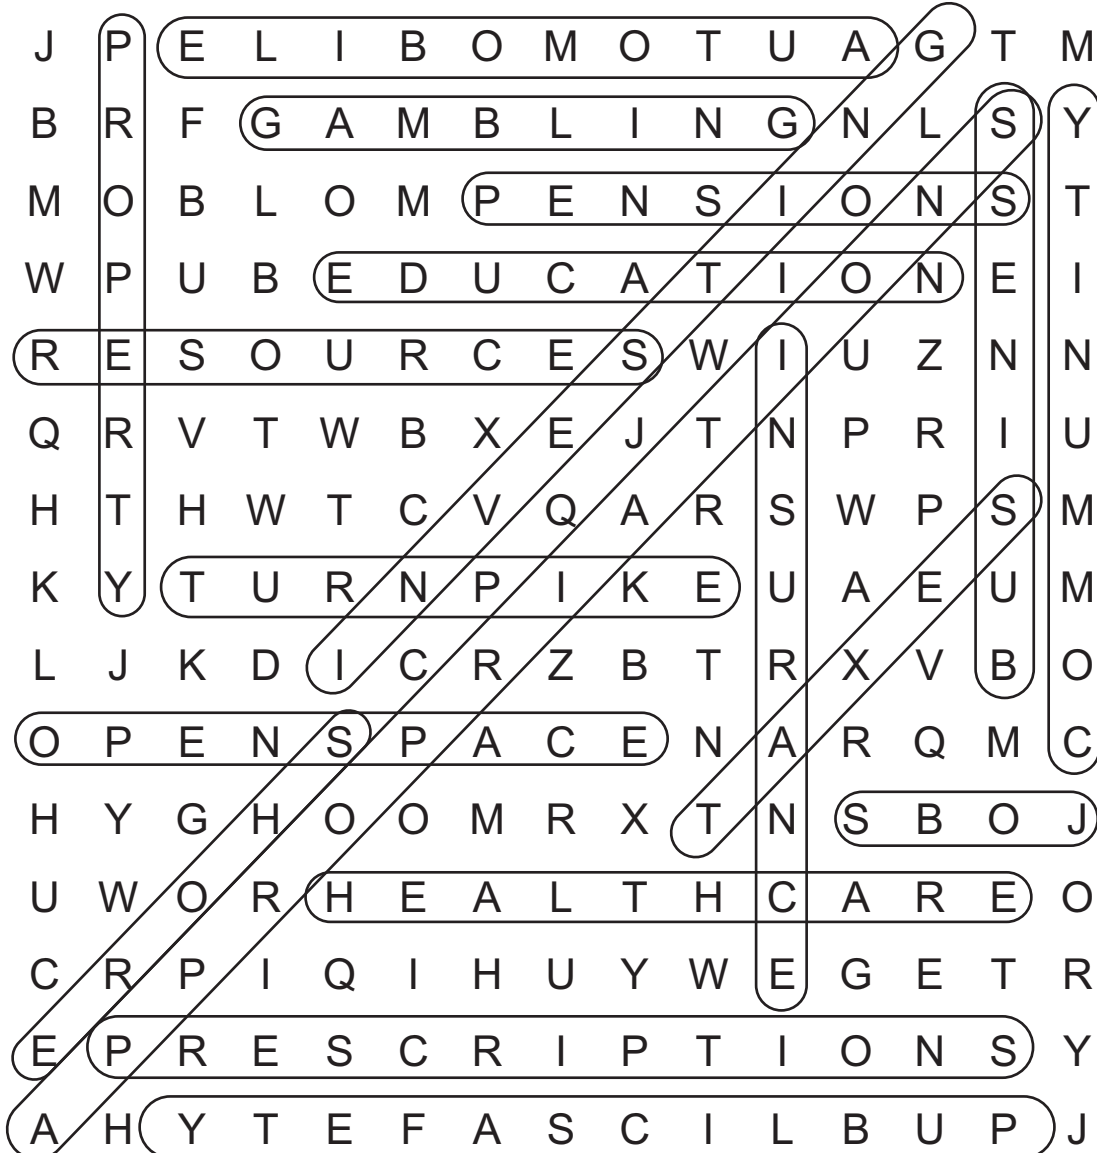 J P E L I B O M O T U A G T M
B R F G A M B L I N G N L S Y
M O B L O M P E N S I O N S T
W P U B E D U C A T I O N E I
R E S O U R C E S W I U Z N N
Q R V T W B X E J T N P R I U
H T H W T C V Q A R S W P S M
K Y T U R N P I K E U A E U M
L J K D I C R Z B T R X V B O
O P E N S P A C E N A R Q M C
H Y G H O O M R X T N S B O J
U W O R H E A L T H C A R E O
C R P I Q I H U Y W E G E T R
E P R E S C R I P T I O N S Y
A H Y T E F A S C I L B U P J